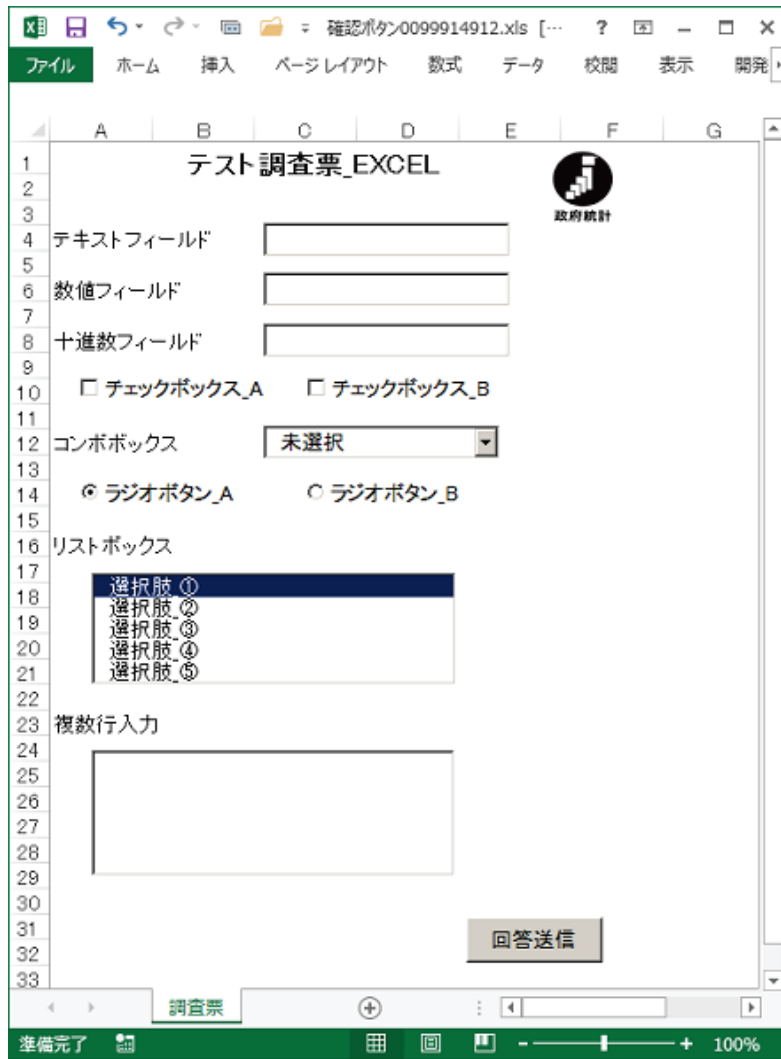 確認ボタン0099914912.xls […
?
ファイル ホーム 挿入 ページ レイアウト 数式 データ 校閲 表示 開発
A B C D E F G
1 テスト調査票_EXCEL
2
3 政府統計
4 テキストフィールド
5
6 数値フィールド
7
8 十進数フィールド
9
10 チェックボックス_A チェックボックス_B
11
12 コンボボックス 未選択
13
14 ラジオボタン_A ラジオボタン_B
15
16 リストボックス
17
18 選択肢_①
選択肢_②
19 選択肢_③
20 選択肢_④
21 選択肢_⑤
22
23 複数行入力
24
25
26
27
28
29
30
31 回答送信
32
33
調査票
準備完了 100%